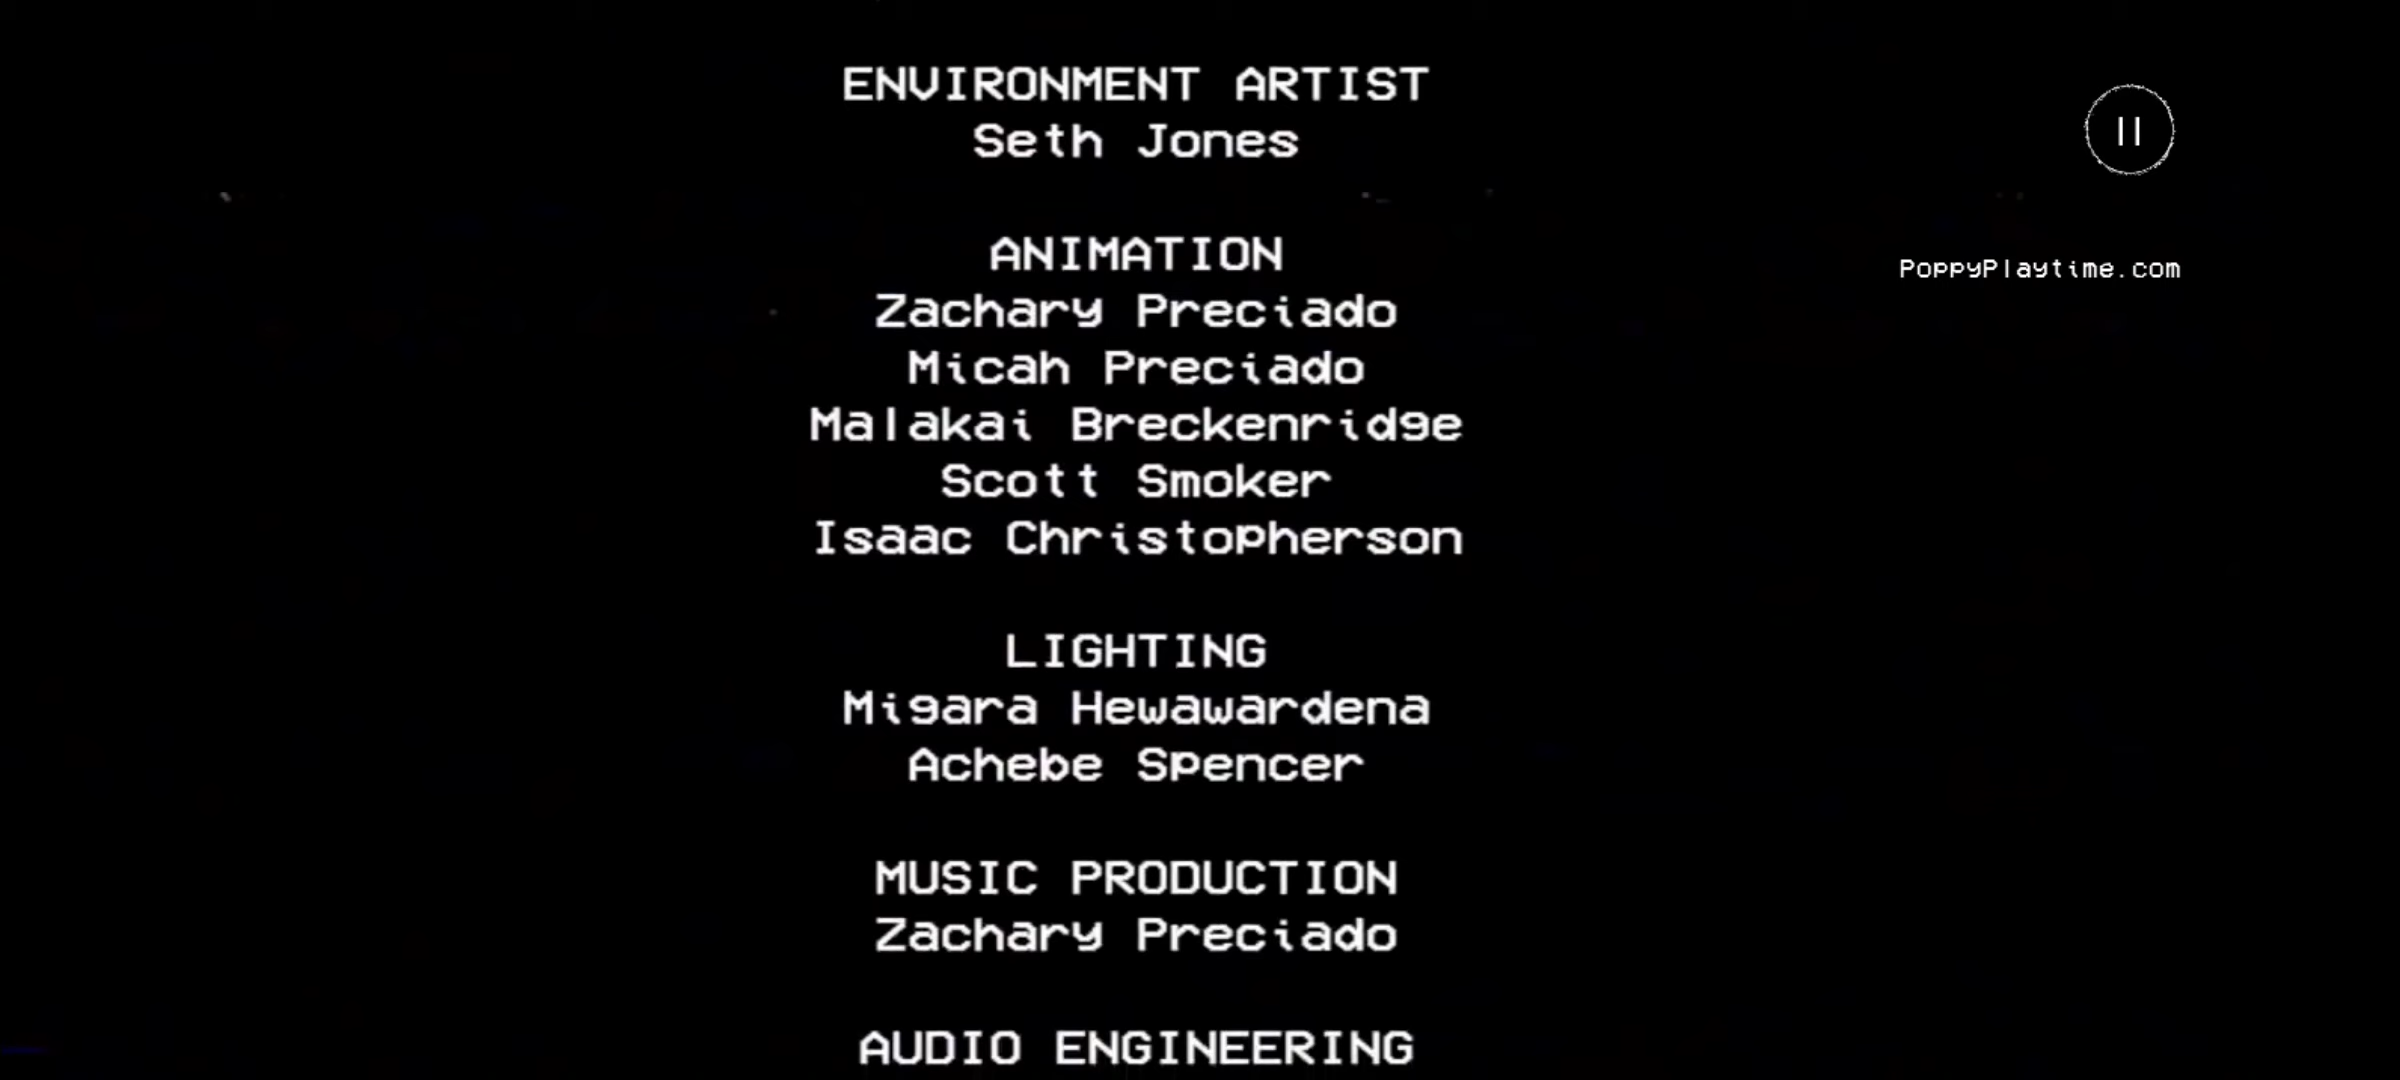 ENVIRONMENT ARTIST
Seth Jones
PoppyPlaytime.com
ANIMATION
Zachary Preciado
Micah Preciado
Malakai Breckenridge
Scott Smoker
Isaac Christopherson
LIGHTING
Migara Hewawardena
Achebe Spencer
MUSIC PRODUCTION
Zachary Preciado
AUDIO ENGINEERING